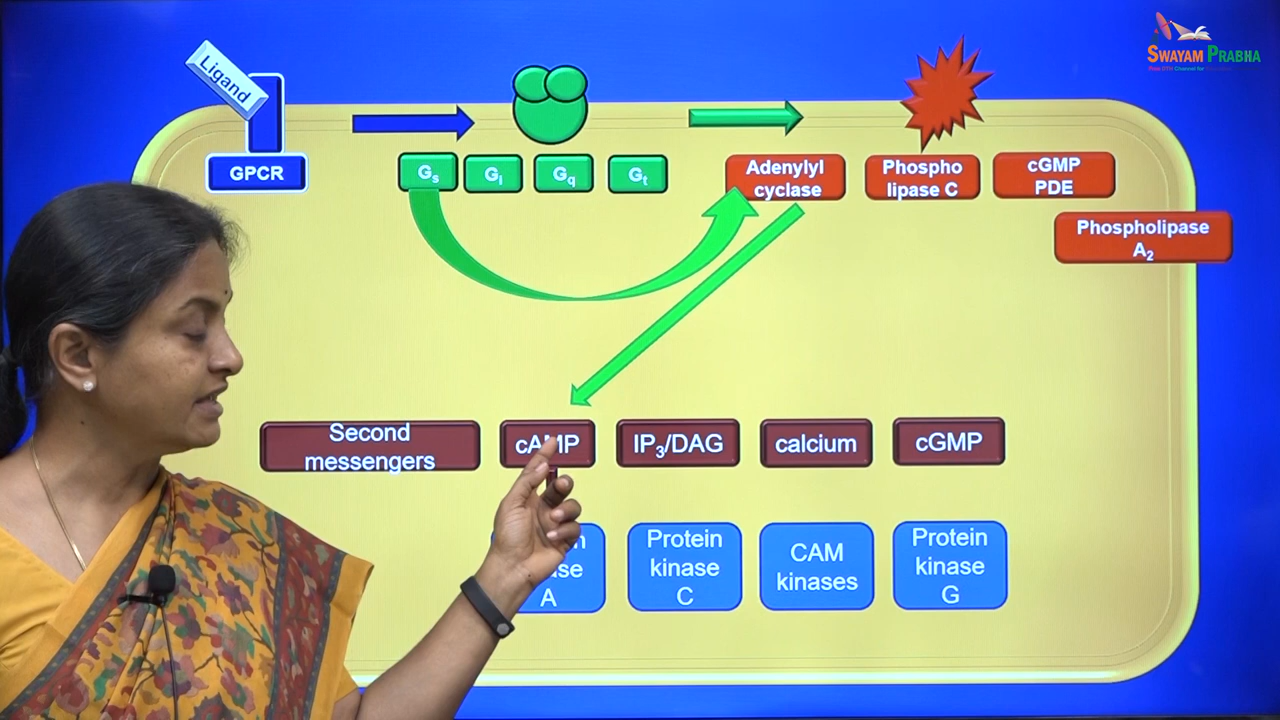 SWAYAM PRABHA
Ligand
GPCR
Gs
Gi
Gq
Gt
Adenylyl
cyclase
Phospho
lipase C
cGMP
PDE
Phospholipase
A2
Second
messengers
cAMP
IP3/DAG
calcium
cGMP
A
Protein
kinase
C
CAM
kinases
Protein
kinase
G